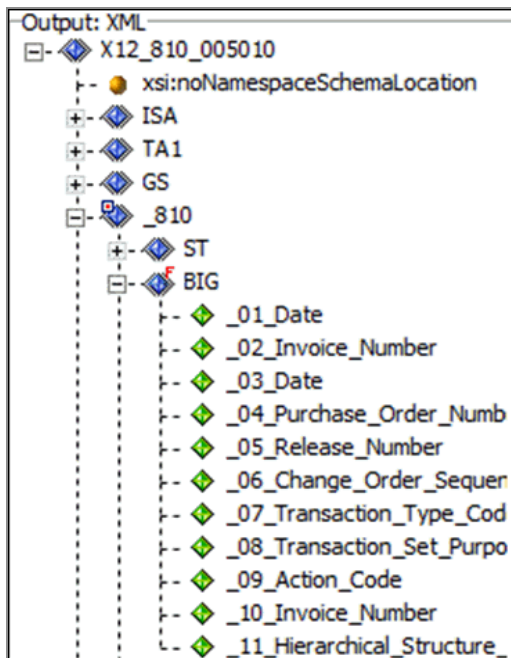 Output: XML
X12_810_005010
xsi:noNamespaceSchemaLocation
ISA
TA1
GS
_810
ST
F
BIG
_01_Date
_02_Invoice_Number
_03_Date
_04_Purchase_Order_Numb
_05_Release_Number
_06_Change_Order_Sequen
_07_Transaction_Type_Cod
_08_Transaction_Set_Purpo
_09_Action_Code
_10_Invoice_Number
_11_Hierarchical_Structure_